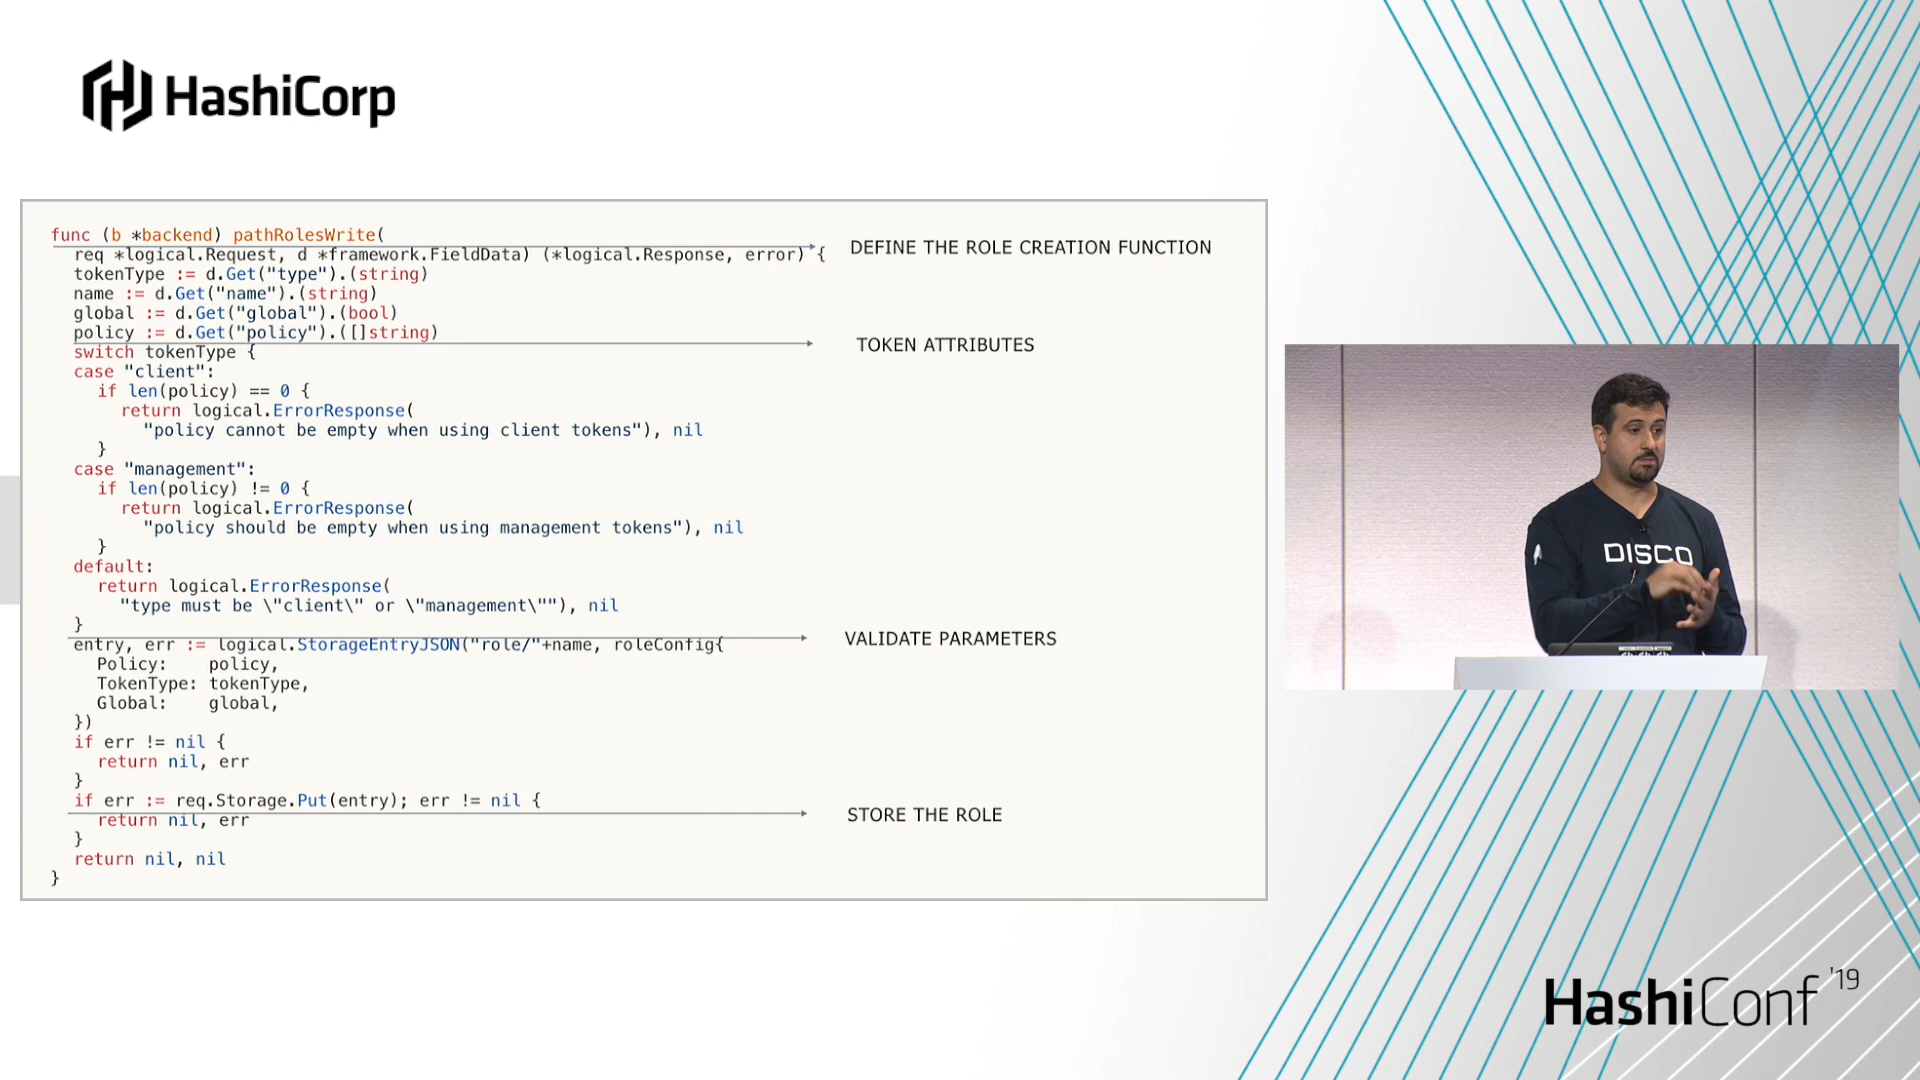 HashiCorp
func (b *backend) pathRolesWrite(
req *logical.Request, d *framework.FieldData) (*logical.Response, error) {
tokenType := d.Get("type").(string)
name := d.Get("name").(string)
global := d.Get("global").(bool)
policy := d.Get("policy").([]string)
switch tokenType {
case "client":
if len(policy) == 0 {
return logical.ErrorResponse(
"policy cannot be empty when using client tokens"), nil
}
case "management":
if len(policy) != 0 {
return logical.ErrorResponse(
"policy should be empty when using management tokens"), nil
}
default:
return logical.ErrorResponse(
"type must be \"client\" or \"management\""), nil
}
entry, err := logical.StorageEntryJSON("role/"+name, roleConfig{
Policy: policy,
TokenType: tokenType,
Global: global,
})
if err != nil {
return nil, err
}
if err := req.Storage.Put(entry); err != nil {
return nil, err
}
return nil, nil
}
DEFINE THE ROLE CREATION FUNCTION
TOKEN ATTRIBUTES
VALIDATE PARAMETERS
STORE THE ROLE
DISCO
HashiConf '19